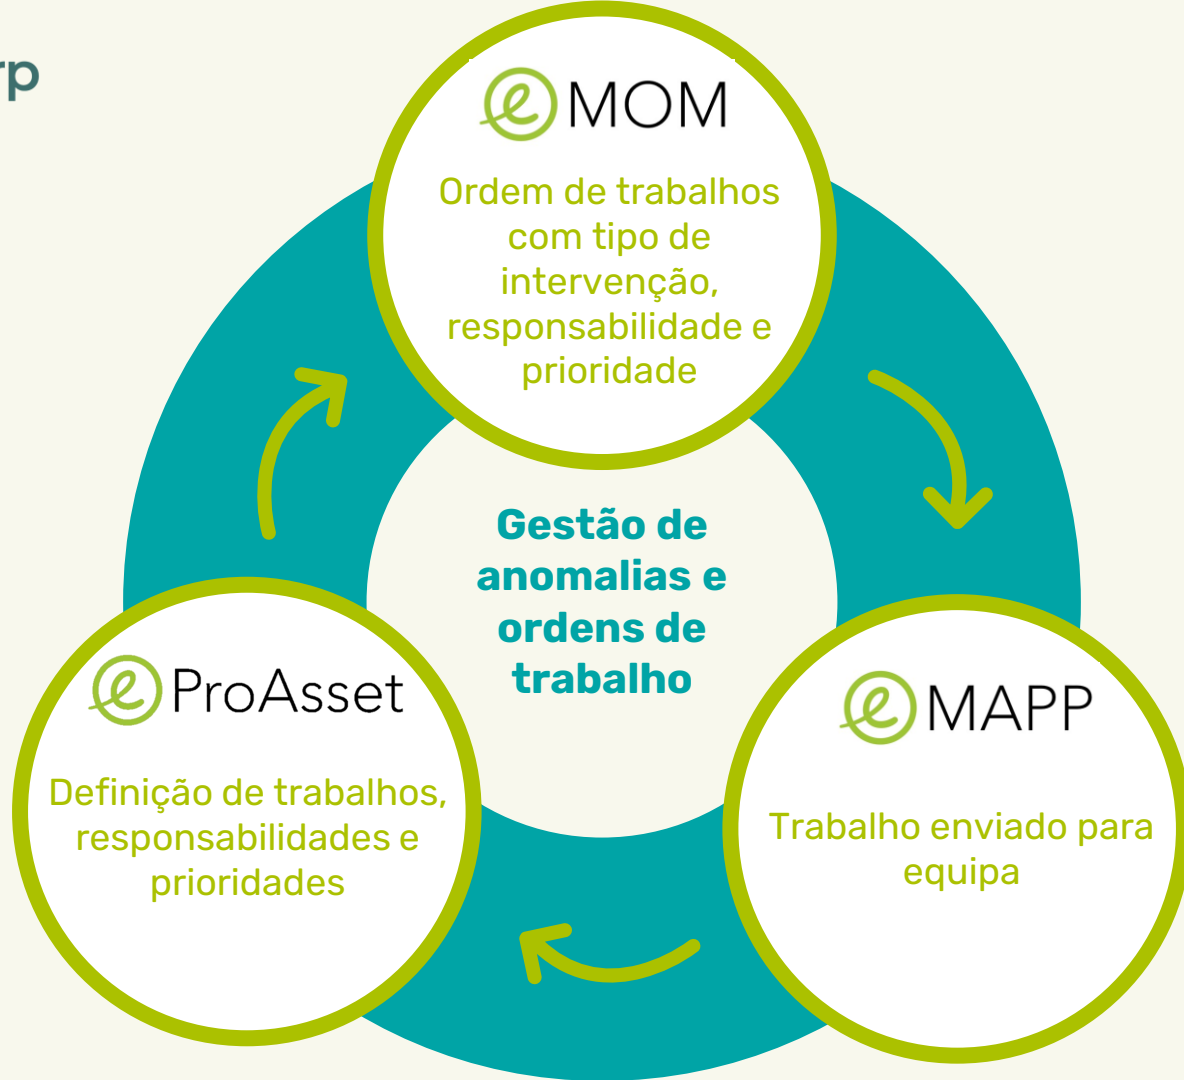 rp
e MOM
Ordem de trabalhos
com tipo de
intervenção,
responsabilidade e
prioridade
Gestão de
anomalias e
ordens de
trabalho
e ProAsset
Definição de trabalhos,
responsabilidades e
prioridades
e MAPP
Trabalho enviado para
equipa